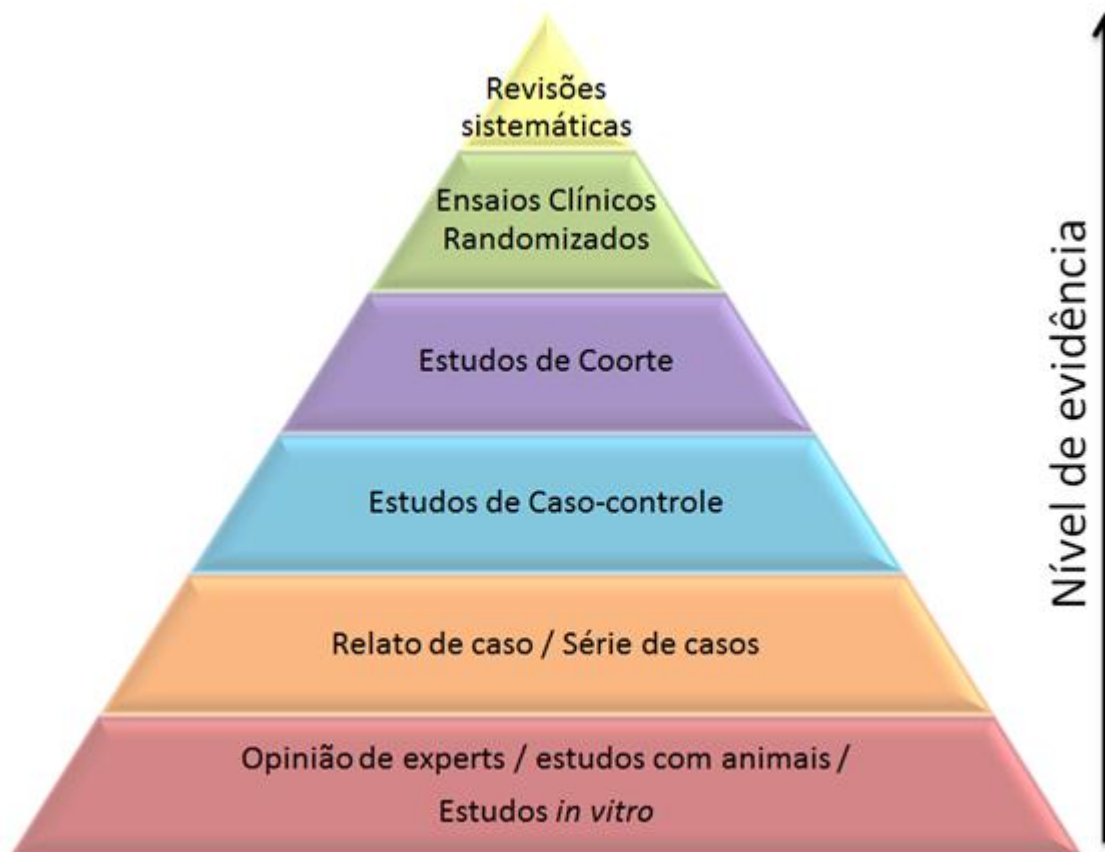 Revisões
sistemáticas
Ensaios Clínicos
Randomizados
Estudos de Coorte
Estudos de Caso-controle
Relato de caso / Série de casos
Opinião de experts / estudos com animais /
Estudos in vitro
Nível de evidência